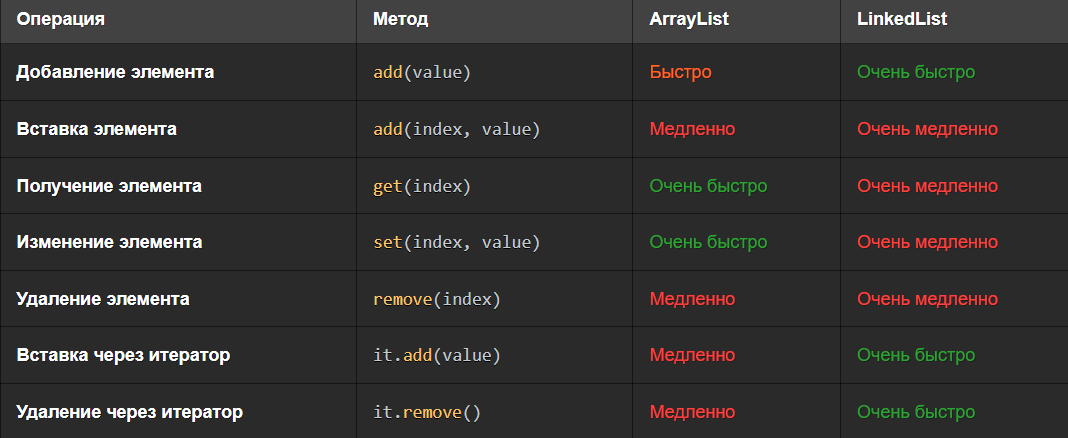 Операция Метод ArrayList LinkedList
Добавление элемента add(value) Быстро Очень быстро
Вставка элемента add(index, value) Медленно Очень медленно
Получение элемента get(index) Очень быстро Очень медленно
Изменение элемента set(index, value) Очень быстро Очень медленно
Удаление элемента remove(index) Медленно Очень медленно
Вставка через итератор it.add(value) Медленно Очень быстро
Удаление через итератор it.remove() Медленно Очень быстро